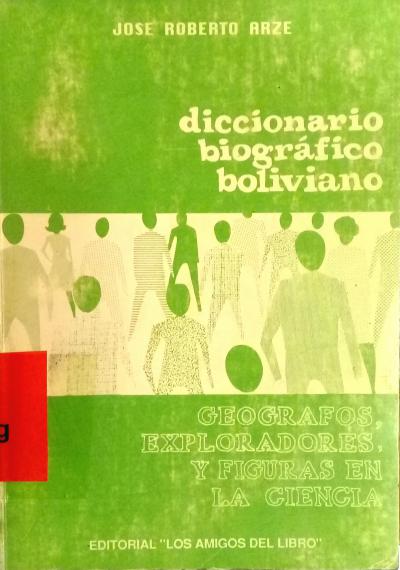 JOSE ROBERTO ARZE
diccionario
biográfico
boliviano
g
GEOGRAFOS,
EXPLORADORES,
Y FIGURAS EN
LA CIENCIA
EDITORIAL "LOS AMIGOS DEL LIBRO"